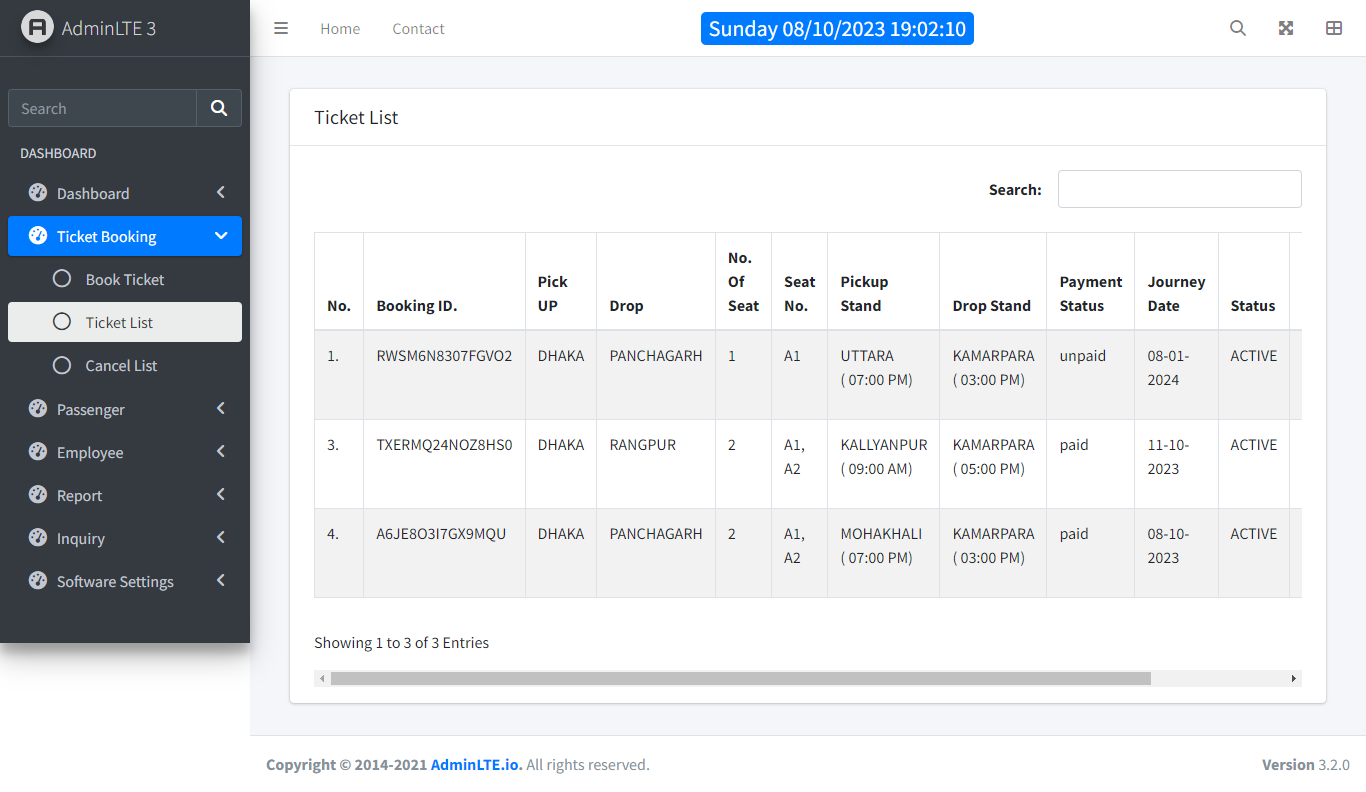 AdminLTE 3
Home Contact Sunday 08/10/2023 19:02:10
Search
DASHBOARD
Dashboard
Ticket Booking
Book Ticket
Ticket List
Cancel List
Passenger
Employee
Report
Inquiry
Software Settings
Ticket List
Search:
No. Booking ID. Pick UP Drop No. Of Seat Seat No. Pickup Stand Drop Stand Payment Status Journey Date Status
1. RWSM6N8307FGVO2 DHAKA PANCHAGARH 1 A1 UTTARA ( 07:00 PM) KAMARPARA ( 03:00 PM) unpaid 08-01-2024 ACTIVE
3. TXERMQ24NOZ8HS0 DHAKA RANGPUR 2 A1, A2 KALLYANPUR ( 09:00 AM) KAMARPARA ( 05:00 PM) paid 11-10-2023 ACTIVE
4. A6JE8O3I7GX9MQU DHAKA PANCHAGARH 2 A1, A2 MOHAKHALI ( 07:00 PM) KAMARPARA ( 03:00 PM) paid 08-10-2023 ACTIVE
Showing 1 to 3 of 3 Entries
Copyright © 2014-2021 AdminLTE.io. All rights reserved. Version 3.2.0